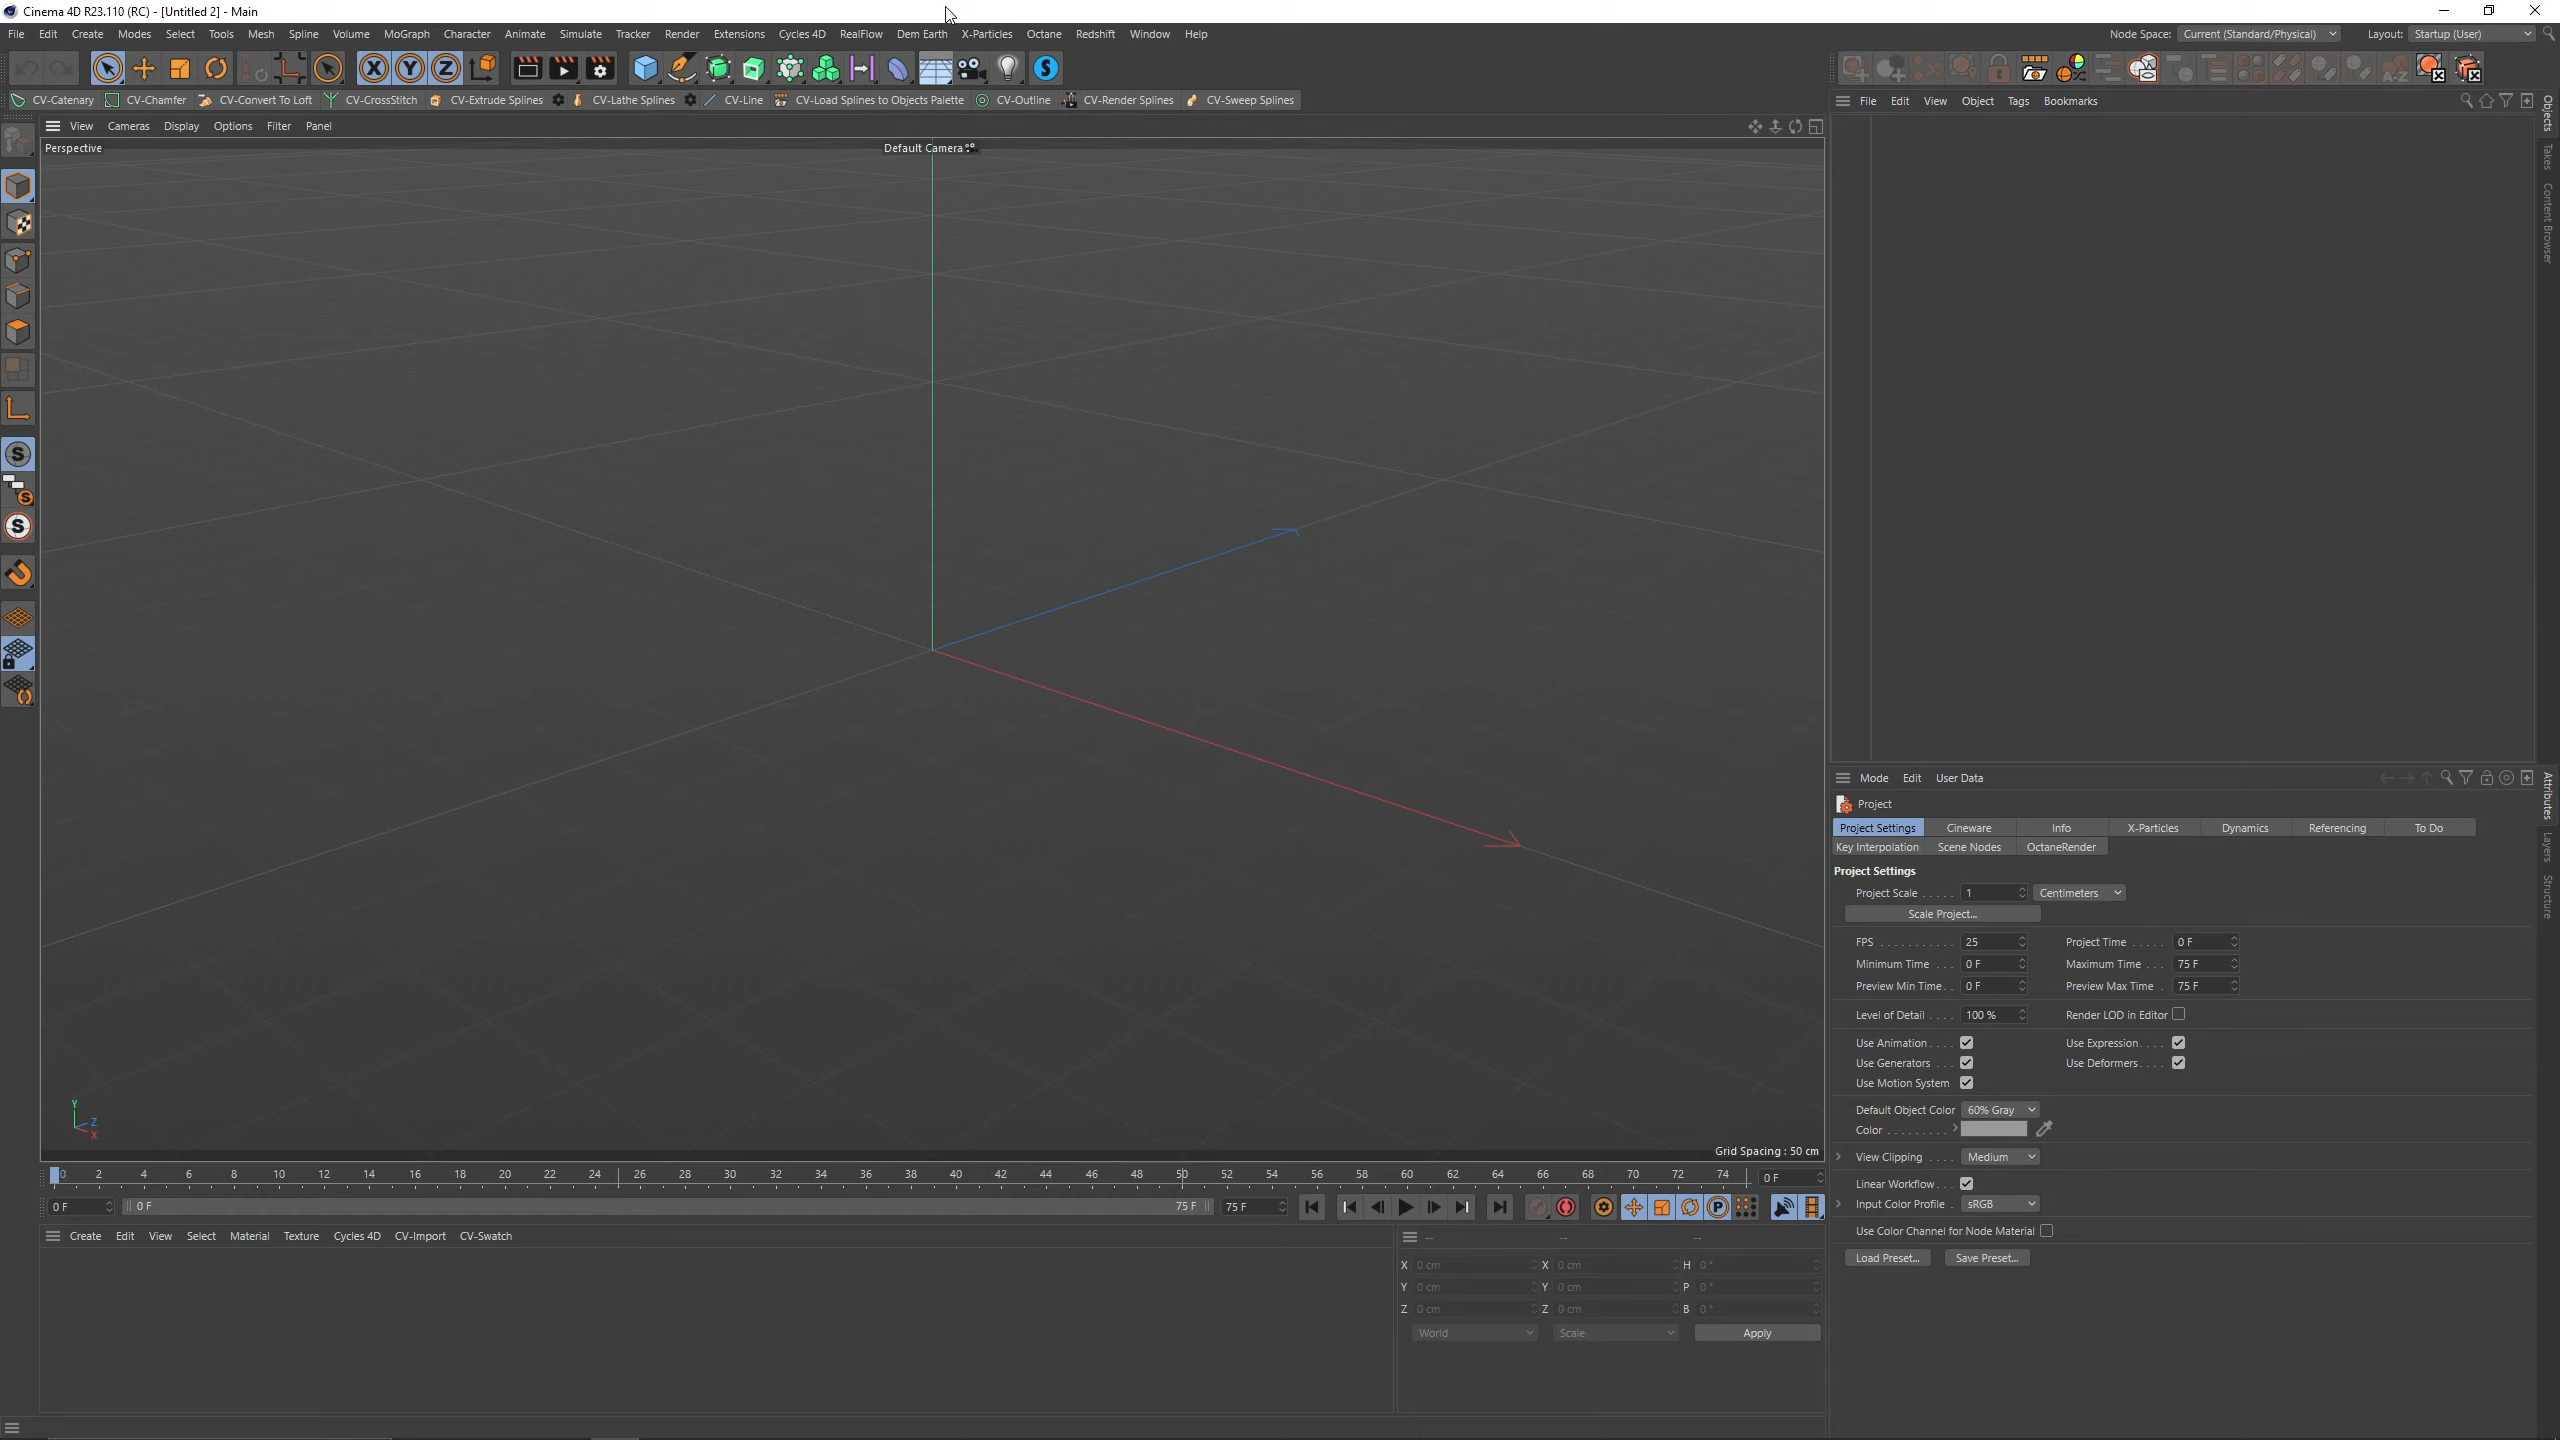 Cinema 4D R23.110 (RC) - [Untitled 2] - Main
File Edit Create Modes Select Tools Mesh Spline Volume MoGraph Character Animate Simulate Tracker Render Extensions Cycles 4D RealFlow Dem Earth X-Particles Octane Redshift Window Help Node Space: Current (Standard/Physical) Layout: Startup (User)
X Y Z S
CV-Catenary CV-Chamfer CV-Convert To Loft CV-CrossStitch CV-Extrude Splines CV-Lathe Splines CV-Line CV-Load Splines to Objects Palette CV-Outline CV-Render Splines CV-Sweep Splines
File Edit View Object Tags Bookmarks
Objects
Takes
Content Browser
View Cameras Display Options Filter Panel
Perspective Default Camera
S
S
S
Y
Z
X
Grid Spacing : 50 cm
Mode Edit User Data
Attributes
Layers
Structure
Project
Project Settings Cineware Info X-Particles Dynamics Referencing To Do
Key Interpolation Scene Nodes OctaneRender
Project Settings
Project Scale . . . . . 1 Centimeters
Scale Project...
FPS . . . . . . . . . . . 25 Project Time . . . . . 0 F
Minimum Time . . . 0 F Maximum Time . . . 75 F
Preview Min Time . . 0 F Preview Max Time . 75 F
Level of Detail . . . . 100 % Render LOD in Editor
Use Animation . . . . Use Expression . . . .
Use Generators . . . Use Deformers . . . .
Use Motion System
Default Object Color 60% Gray
Color . . . . . . . . . .
View Clipping . . . . Medium
Linear Workflow . . .
Input Color Profile . sRGB
Use Color Channel for Node Material
Load Preset... Save Preset...
0 2 4 6 8 10 12 14 16 18 20 22 24 26 28 30 32 34 36 38 40 42 44 46 48 50 52 54 56 58 60 62 64 66 68 70 72 74 0 F
0 F 0 F 75 F 75 F P
Create Edit View Select Material Texture Cycles 4D CV-Import CV-Swatch
-- -- --
X 0 cm X 0 cm H 0 °
Y 0 cm Y 0 cm P 0 °
Z 0 cm Z 0 cm B 0 °
World Scale Apply